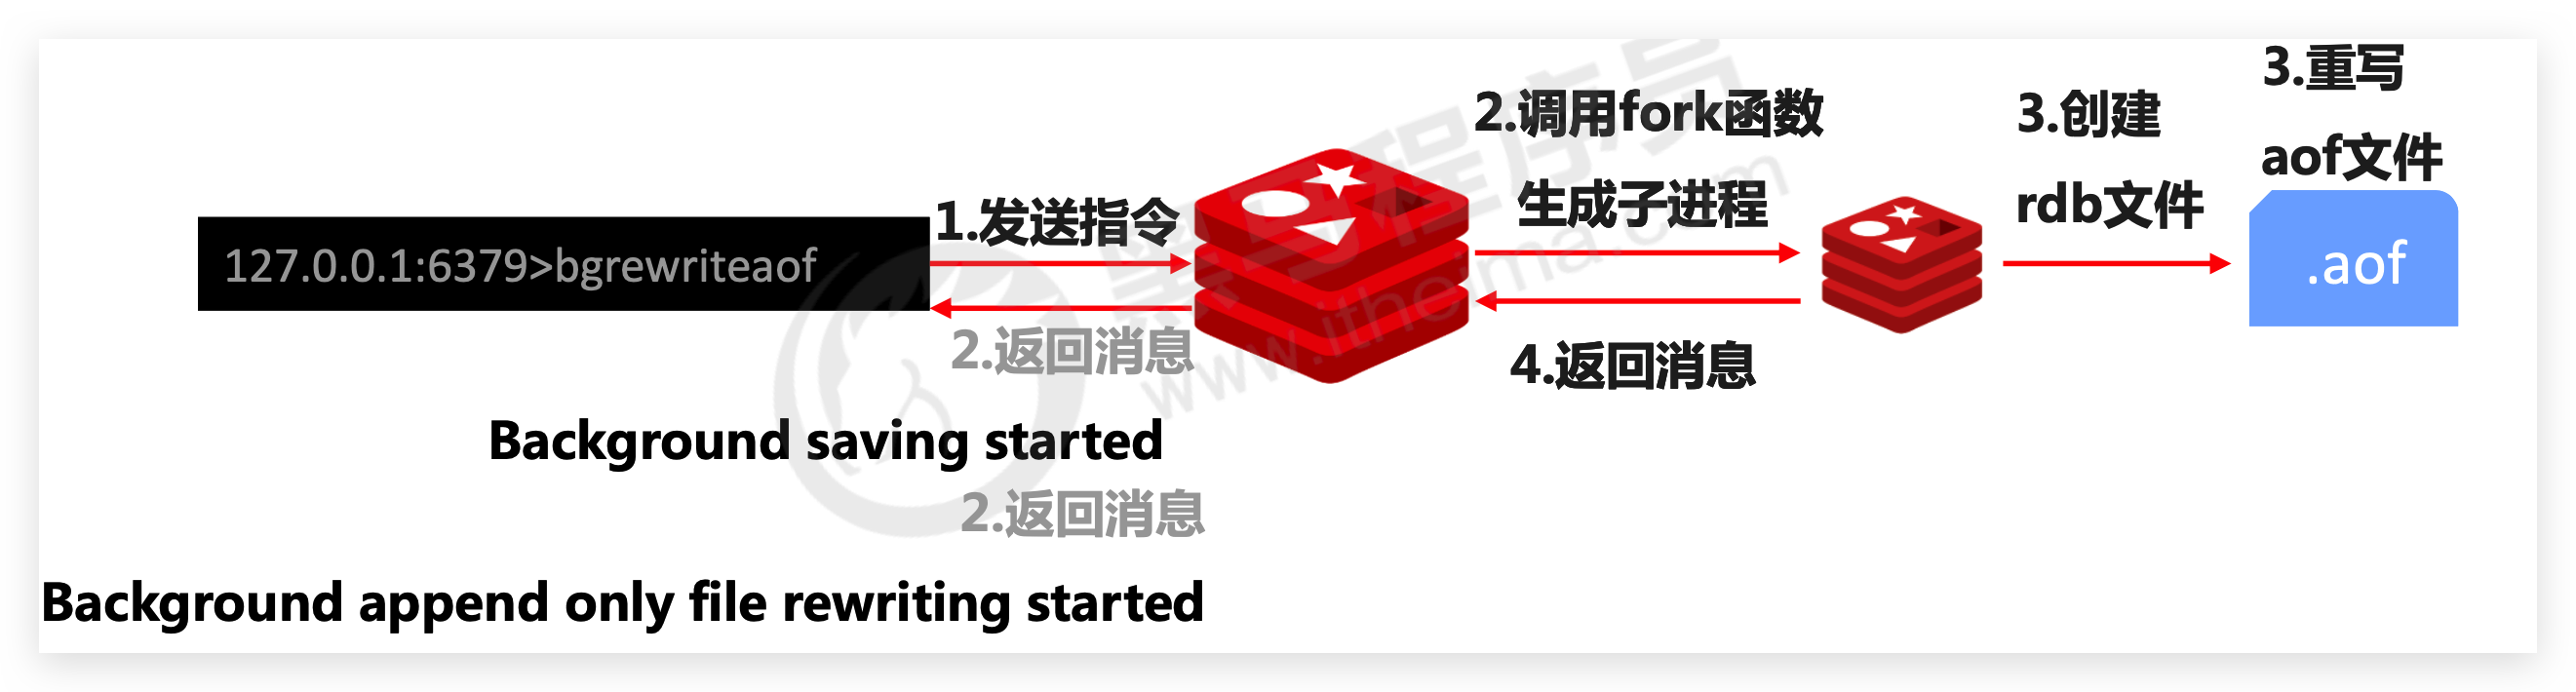 127.0.0.1:6379>bgrewriteaof
1.发送指令
2.返回消息
Background saving started
2.返回消息
Background append only file rewriting started
2.调用fork函数
生成子进程
4.返回消息
3.创建
rdb文件
3.重写
aof文件
.aof
黑马程序员
www.itheima.com